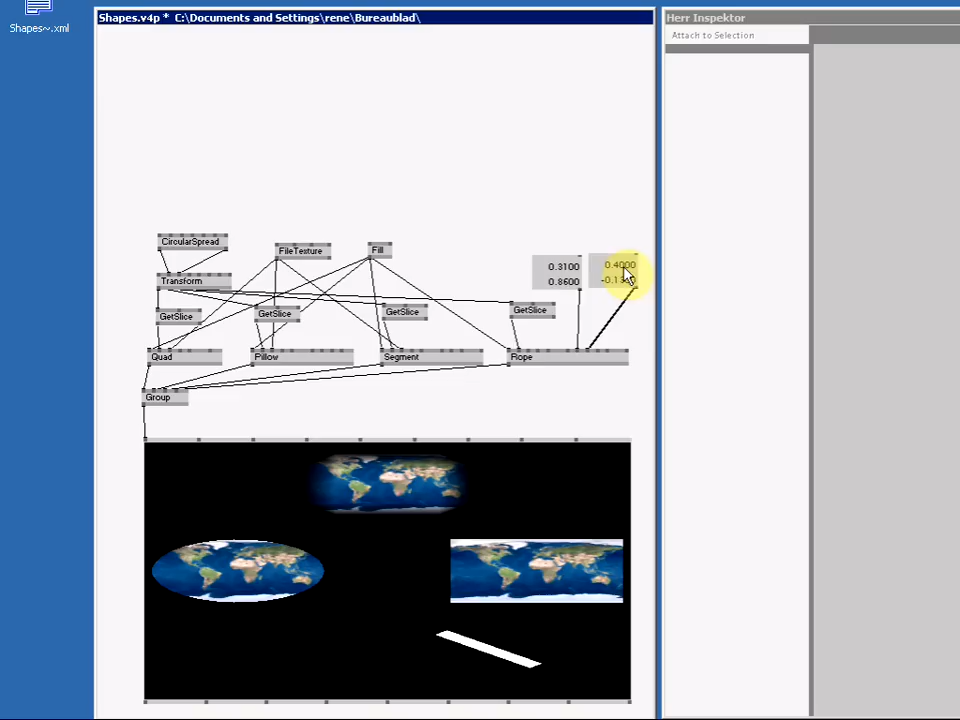 Shapes.v4p * C:\Documents and Settings\rene\Bureaublad\
Herr Inspektor
Shapes~.xml
Attach to Selection
CircularSpread
FileTexture
Fill
0.3100
0.8600
0.4000
Transform
GetSlice
GetSlice
GetSlice
GetSlice
Quad
Pillow
Segment
Rope
Group